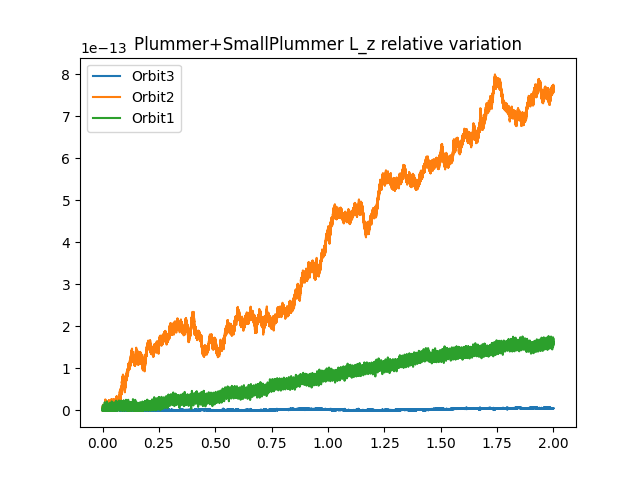 Plummer+SmallPlummer L_z relative variation
1e−13
Orbit3
Orbit2
Orbit1
8
7
6
5
4
3
2
1
0
0.00 0.25 0.50 0.75 1.00 1.25 1.50 1.75 2.00